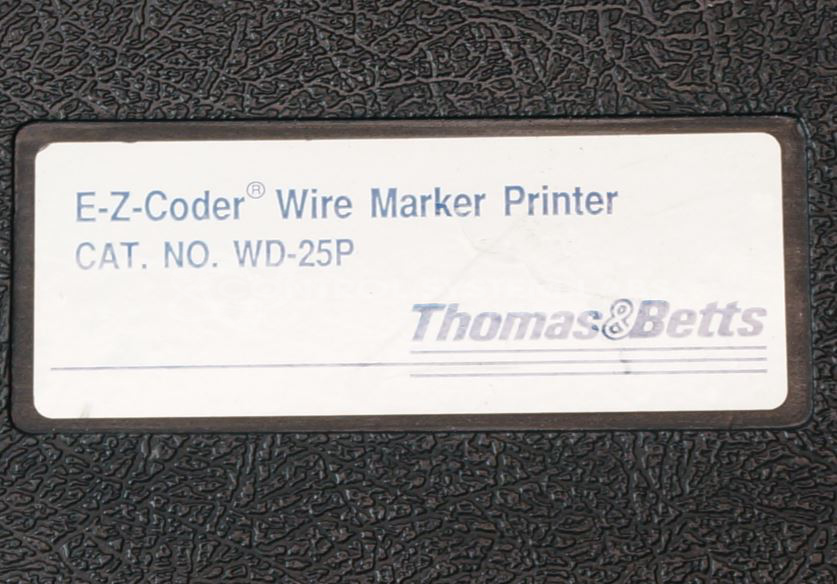 E-Z-Coder® Wire Marker Printer
CAT. NO. WD-25P
Thomas&Betts